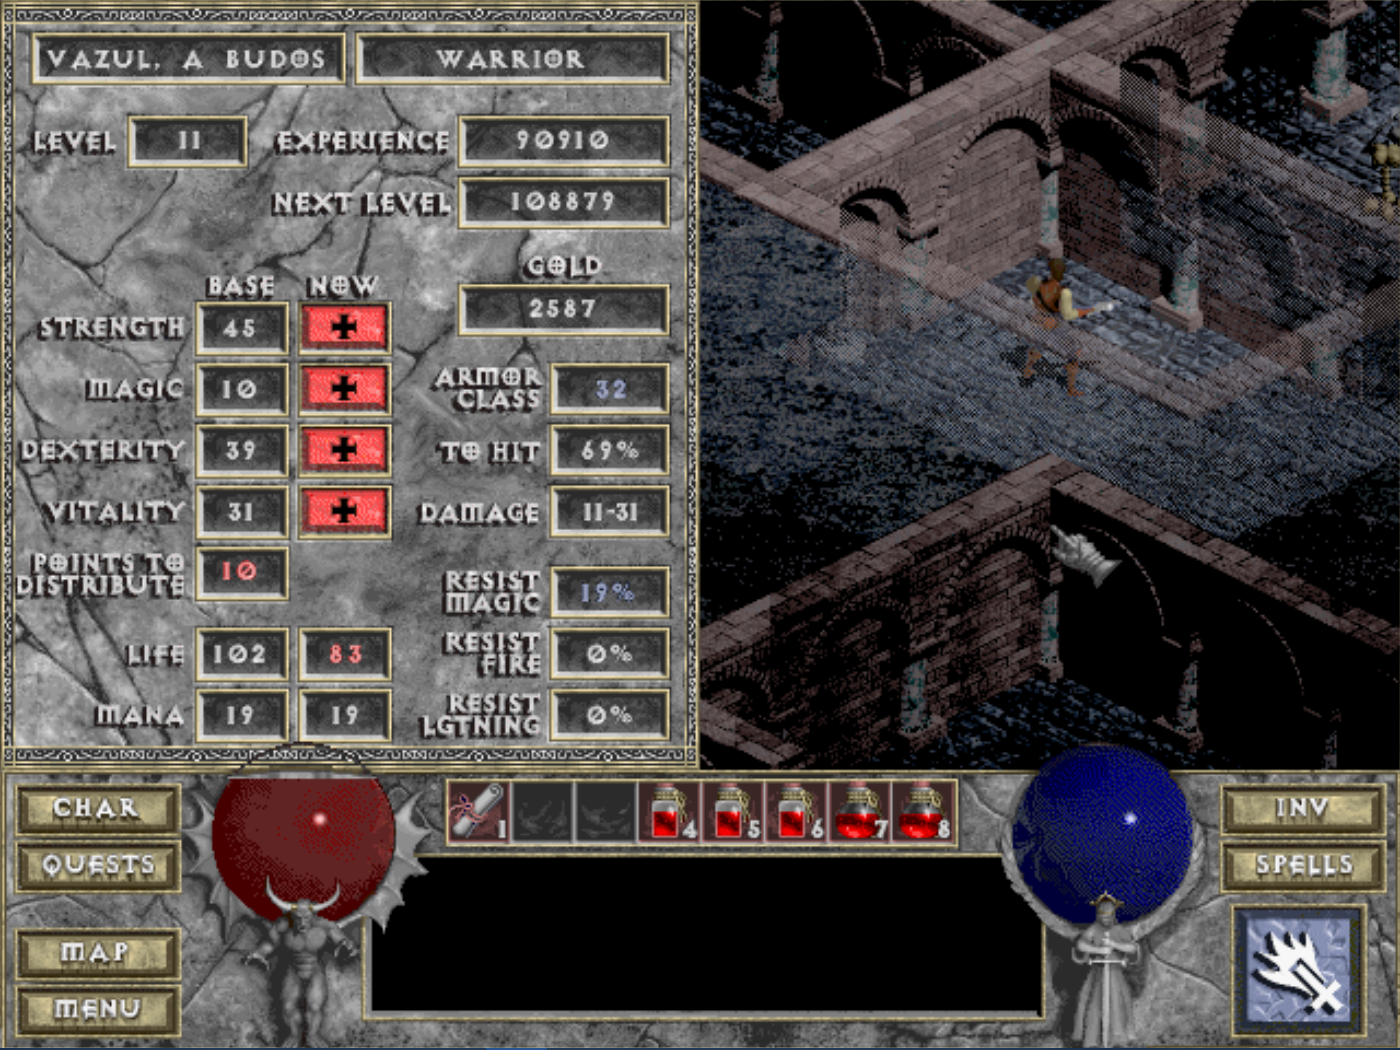 VAZUL, A BUDOS WARRIOR
LEVEL 11 EXPERIENCE 90910
NEXT LEVEL 108879
GOLD
2587
BASE NOW
STRENGTH 45
MAGIC 10
DEXTERITY 39
VITALITY 31
POINTS TO
DISTRIBUTE 10
LIFE 102 83
MANA 19 19
ARMOR
CLASS 32
TO HIT 69%
DAMAGE 11-31
RESIST
MAGIC 19%
RESIST
FIRE 0%
RESIST
LGTNING 0%
CHAR
QUESTS
MAP
MENU
1 4 5 6 7 8
INV
SPELLS